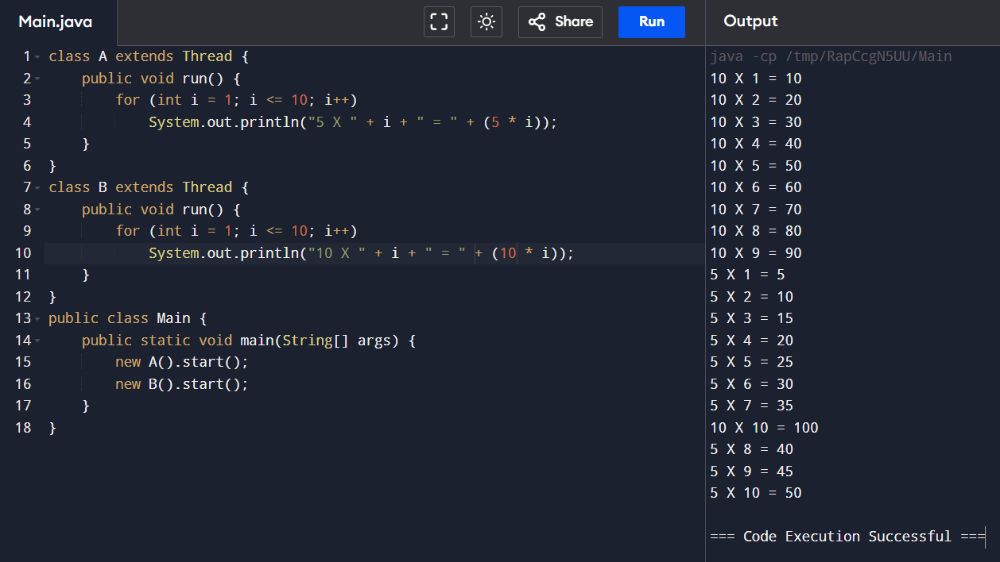 Main.java
Share
Run
Output
1 class A extends Thread {
2     public void run() {
3         for (int i = 1; i <= 10; i++)
4             System.out.println("5 X " + i + " = " + (5 * i));
5     }
6 }
7 class B extends Thread {
8     public void run() {
9         for (int i = 1; i <= 10; i++)
10             System.out.println("10 X " + i + " = " + (10 * i));
11     }
12 }
13 public class Main {
14     public static void main(String[] args) {
15         new A().start();
16         new B().start();
17     }
18 }
java -cp /tmp/RapCcgN5UU/Main
10 X 1 = 10
10 X 2 = 20
10 X 3 = 30
10 X 4 = 40
10 X 5 = 50
10 X 6 = 60
10 X 7 = 70
10 X 8 = 80
10 X 9 = 90
5 X 1 = 5
5 X 2 = 10
5 X 3 = 15
5 X 4 = 20
5 X 5 = 25
5 X 6 = 30
5 X 7 = 35
10 X 10 = 100
5 X 8 = 40
5 X 9 = 45
5 X 10 = 50
=== Code Execution Successful ===